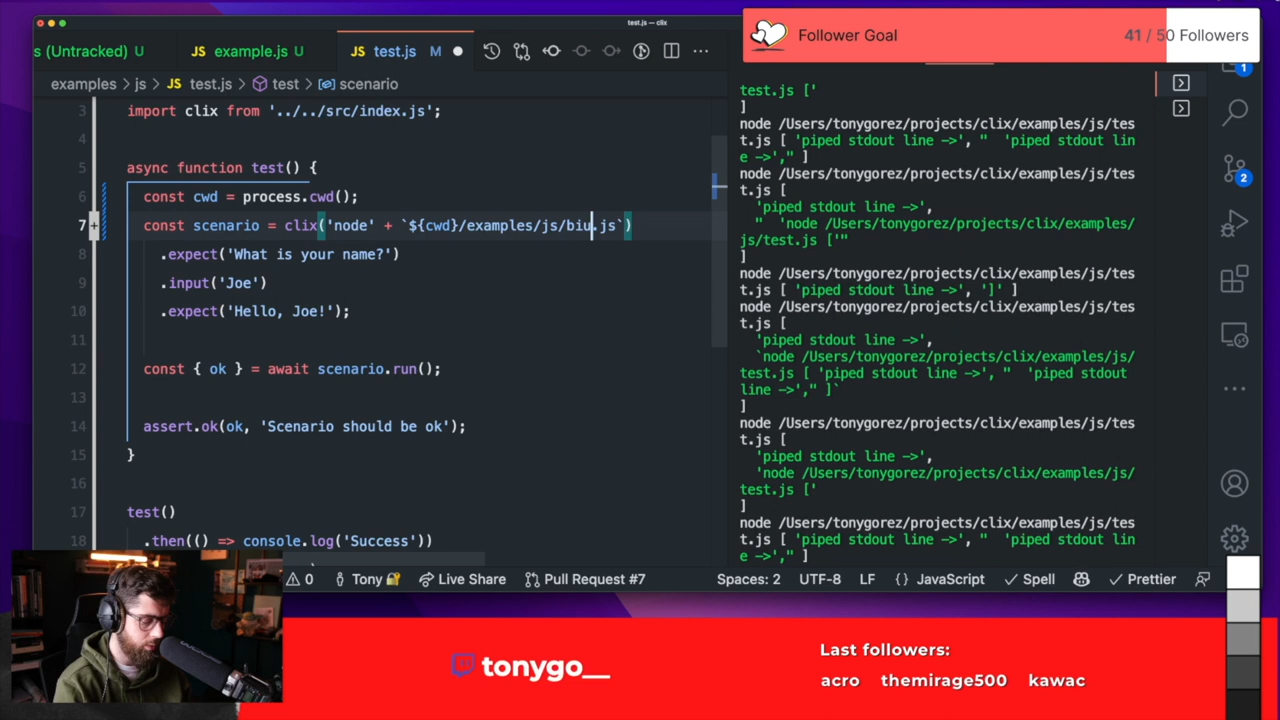 test.js — clix
s (Untracked) U
JS example.js U
JS test.js M
examples > js > JS test.js > test > scenario
3 import clix from '../../src/index.js';
4
5 async function test() {
6 const cwd = process.cwd();
7 const scenario = clix('node' + `${cwd}/examples/js/biu.js`)
8 .expect('What is your name?')
9 .input('Joe')
10 .expect('Hello, Joe!');
11
12 const { ok } = await scenario.run();
13
14 assert.ok(ok, 'Scenario should be ok');
15 }
16
17 test()
18 .then(() => console.log('Success'))
Follower Goal
41 / 50 Followers
test.js ['
]
node /Users/tonygorez/projects/clix/examples/js/tes
t.js [ 'piped stdout line ->', "  'piped stdout lin
e ->'," ]
node /Users/tonygorez/projects/clix/examples/js/tes
t.js [
'piped stdout line ->',
"  'node /Users/tonygorez/projects/clix/examples/
js/test.js ['"
]
node /Users/tonygorez/projects/clix/examples/js/tes
t.js [ 'piped stdout line ->', ']' ]
node /Users/tonygorez/projects/clix/examples/js/tes
t.js [
'piped stdout line ->',
`node /Users/tonygorez/projects/clix/examples/js/
test.js [ 'piped stdout line ->', "  'piped stdout
line ->'," ]`
]
node /Users/tonygorez/projects/clix/examples/js/tes
t.js [
'piped stdout line ->',
'node /Users/tonygorez/projects/clix/examples/js/
test.js ['
]
node /Users/tonygorez/projects/clix/examples/js/tes
t.js [ 'piped stdout line ->', "  'piped stdout lin
e ->'," ]
1
2
0 Tony Live Share Pull Request #7 Spaces: 2 UTF-8 LF {} JavaScript Spell Prettier
tonygo__
Last followers:
acro themirage500 kawac